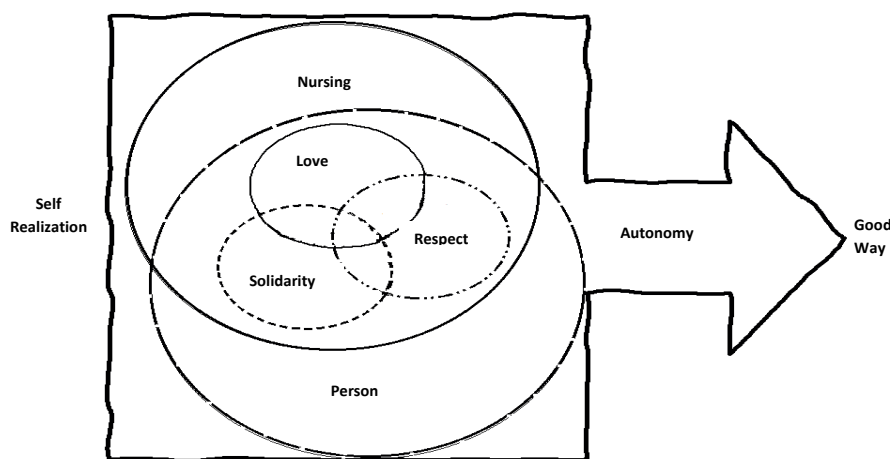 Nursing
Love
Self
Realization
Respect
Autonomy
Good
Way
Solidarity
Person